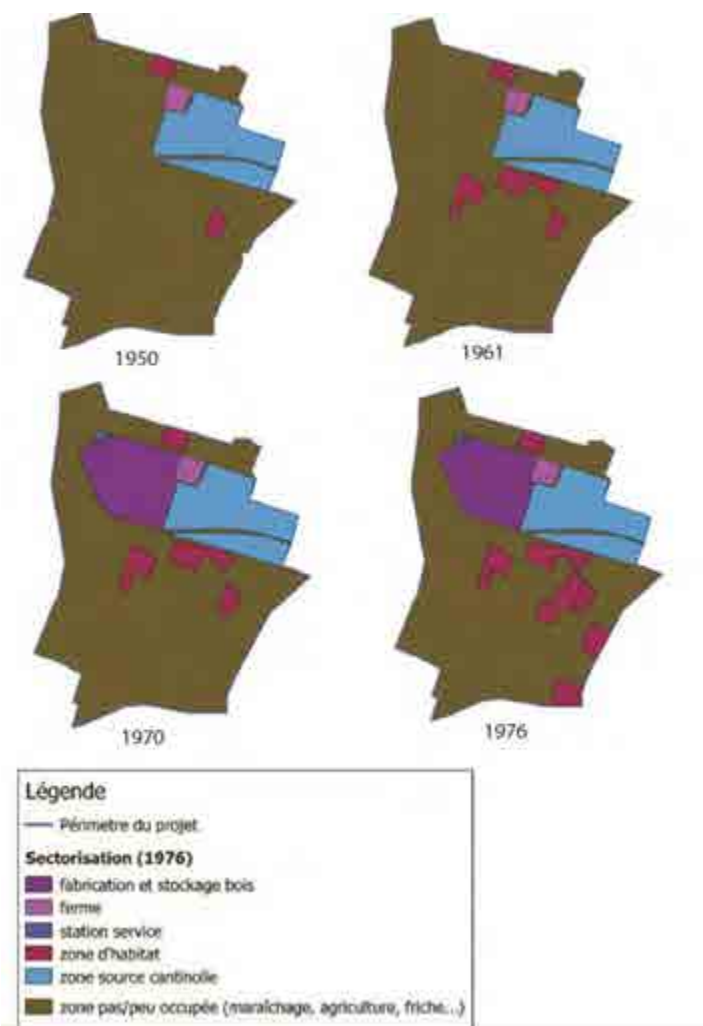 1950
1961
1970
1976
Légende
Périmetre du projet
Sectorisation (1976)
fabrication et stockage bois
ferme
station service
zone d'habitat
zone source cantinolle
zone pas/peu occupée (maraîchage, agriculture, friche...)